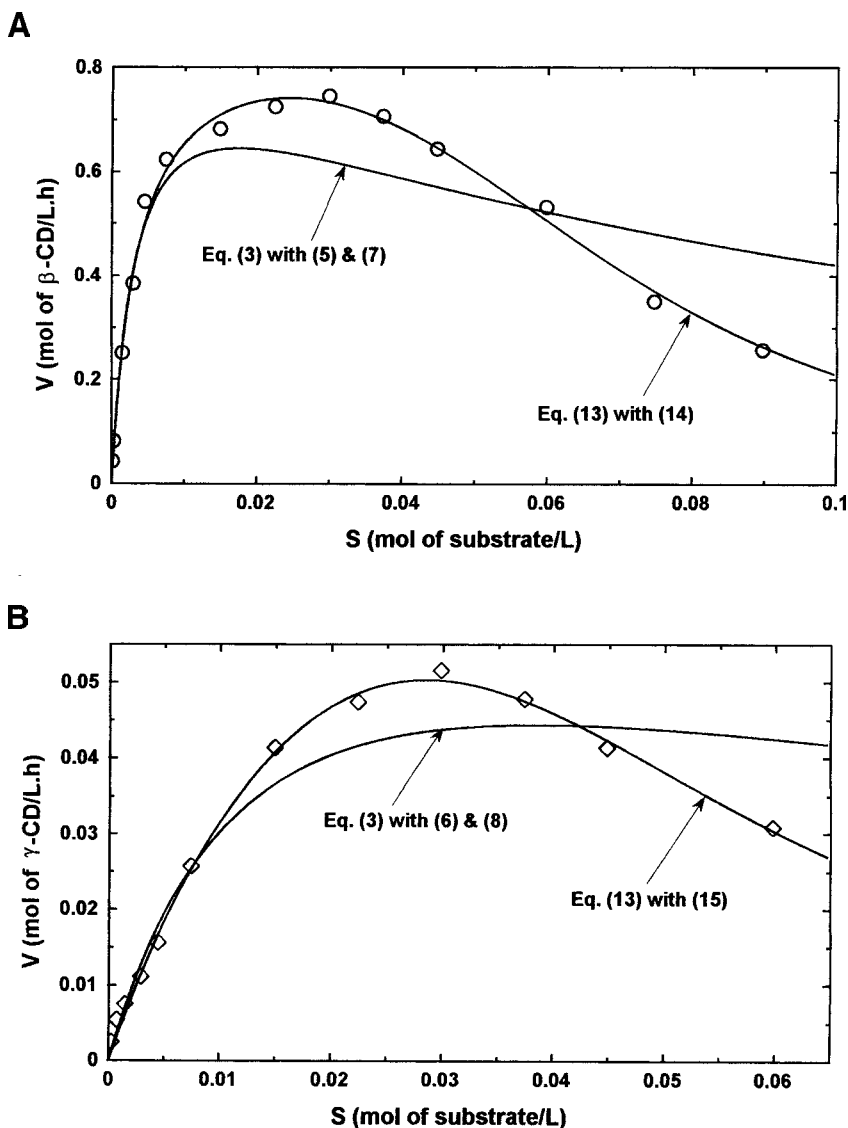 A
0.8
0.6
0.4
0.2
0
V (mol of β-CD/L.h)
Eq. (3) with (5) & (7)
Eq. (13) with (14)
0
0.02
0.04
0.06
0.08
0.1
S (mol of substrate/L)
B
0.05
0.04
0.03
0.02
0.01
0
V (mol of γ-CD/L.h)
Eq. (3) with (6) & (8)
Eq. (13) with (15)
0
0.01
0.02
0.03
0.04
0.05
0.06
S (mol of substrate/L)